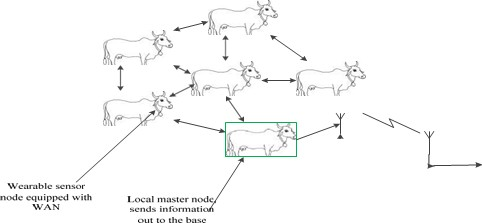 Wearable sensor
node equipped with
WAN
Local master node,
sends information
out to the base